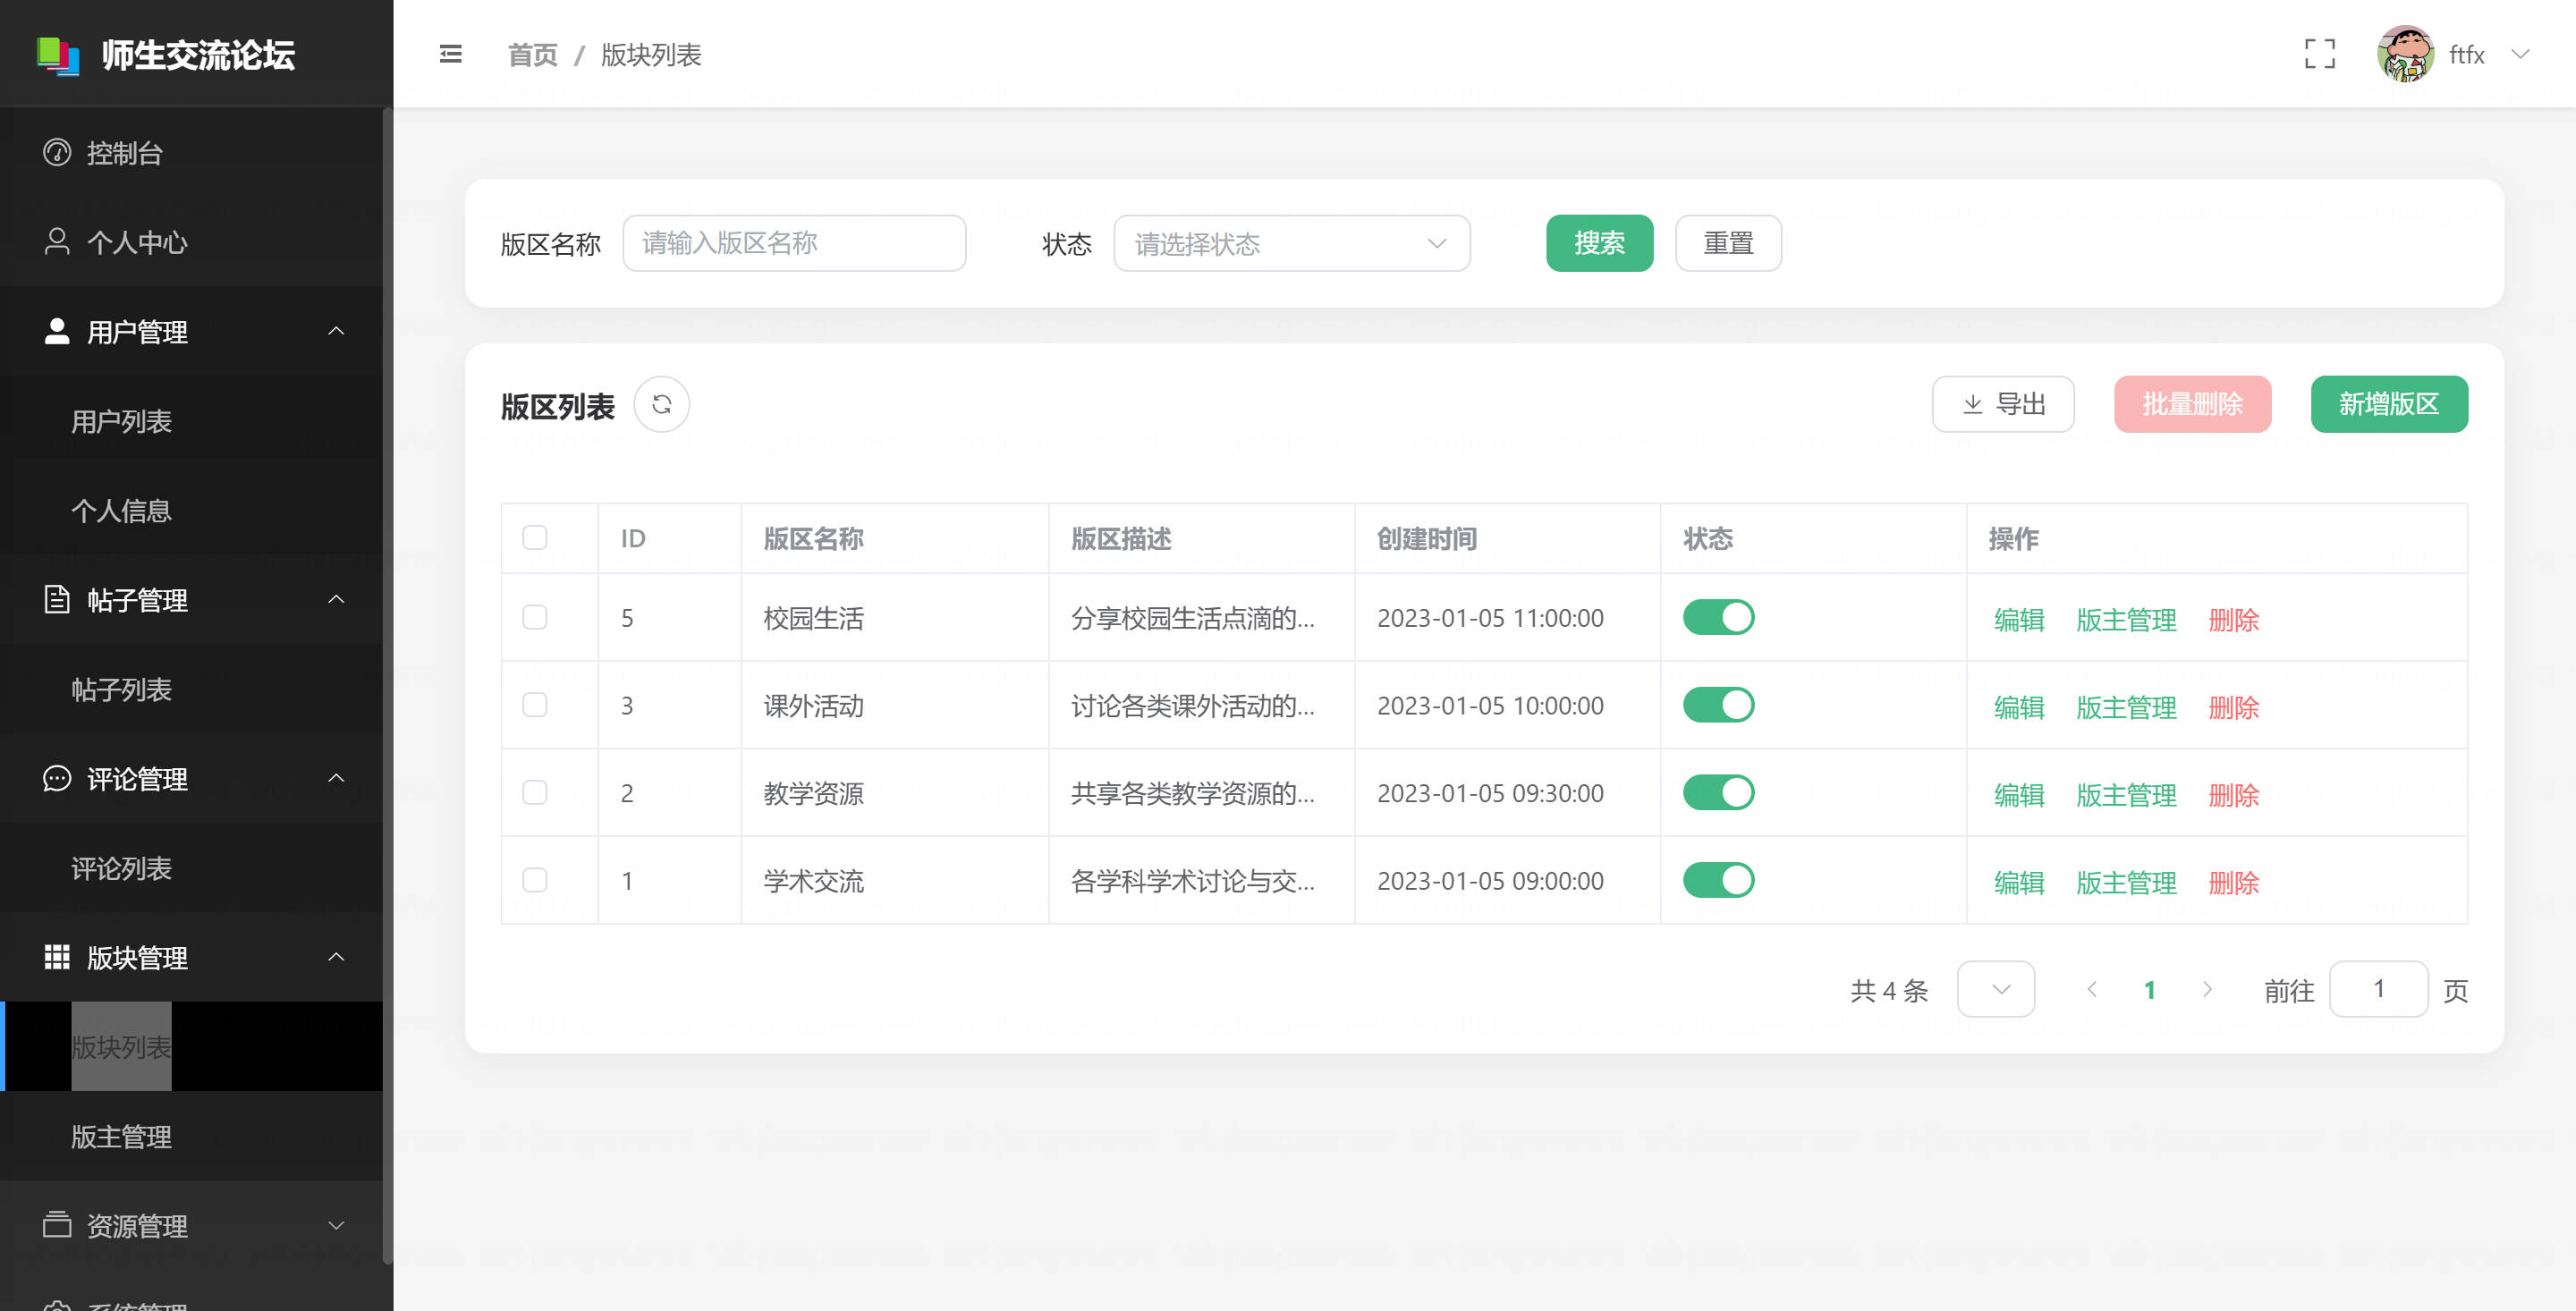 师生交流论坛
首页 / 版块列表
ftfx
控制台
个人中心
用户管理
用户列表
个人信息
帖子管理
帖子列表
评论管理
评论列表
版块管理
版块列表
版主管理
资源管理
系统管理
版区名称 请输入版区名称 状态 请选择状态 搜索 重置
版区列表 导出 批量删除 新增版区
ID 版区名称 版区描述 创建时间 状态 操作
5 校园生活 分享校园生活点滴的... 2023-01-05 11:00:00 编辑 版主管理 删除
3 课外活动 讨论各类课外活动的... 2023-01-05 10:00:00 编辑 版主管理 删除
2 教学资源 共享各类教学资源的... 2023-01-05 09:30:00 编辑 版主管理 删除
1 学术交流 各学科学术讨论与交... 2023-01-05 09:00:00 编辑 版主管理 删除
共 4 条 1 前往 1 页